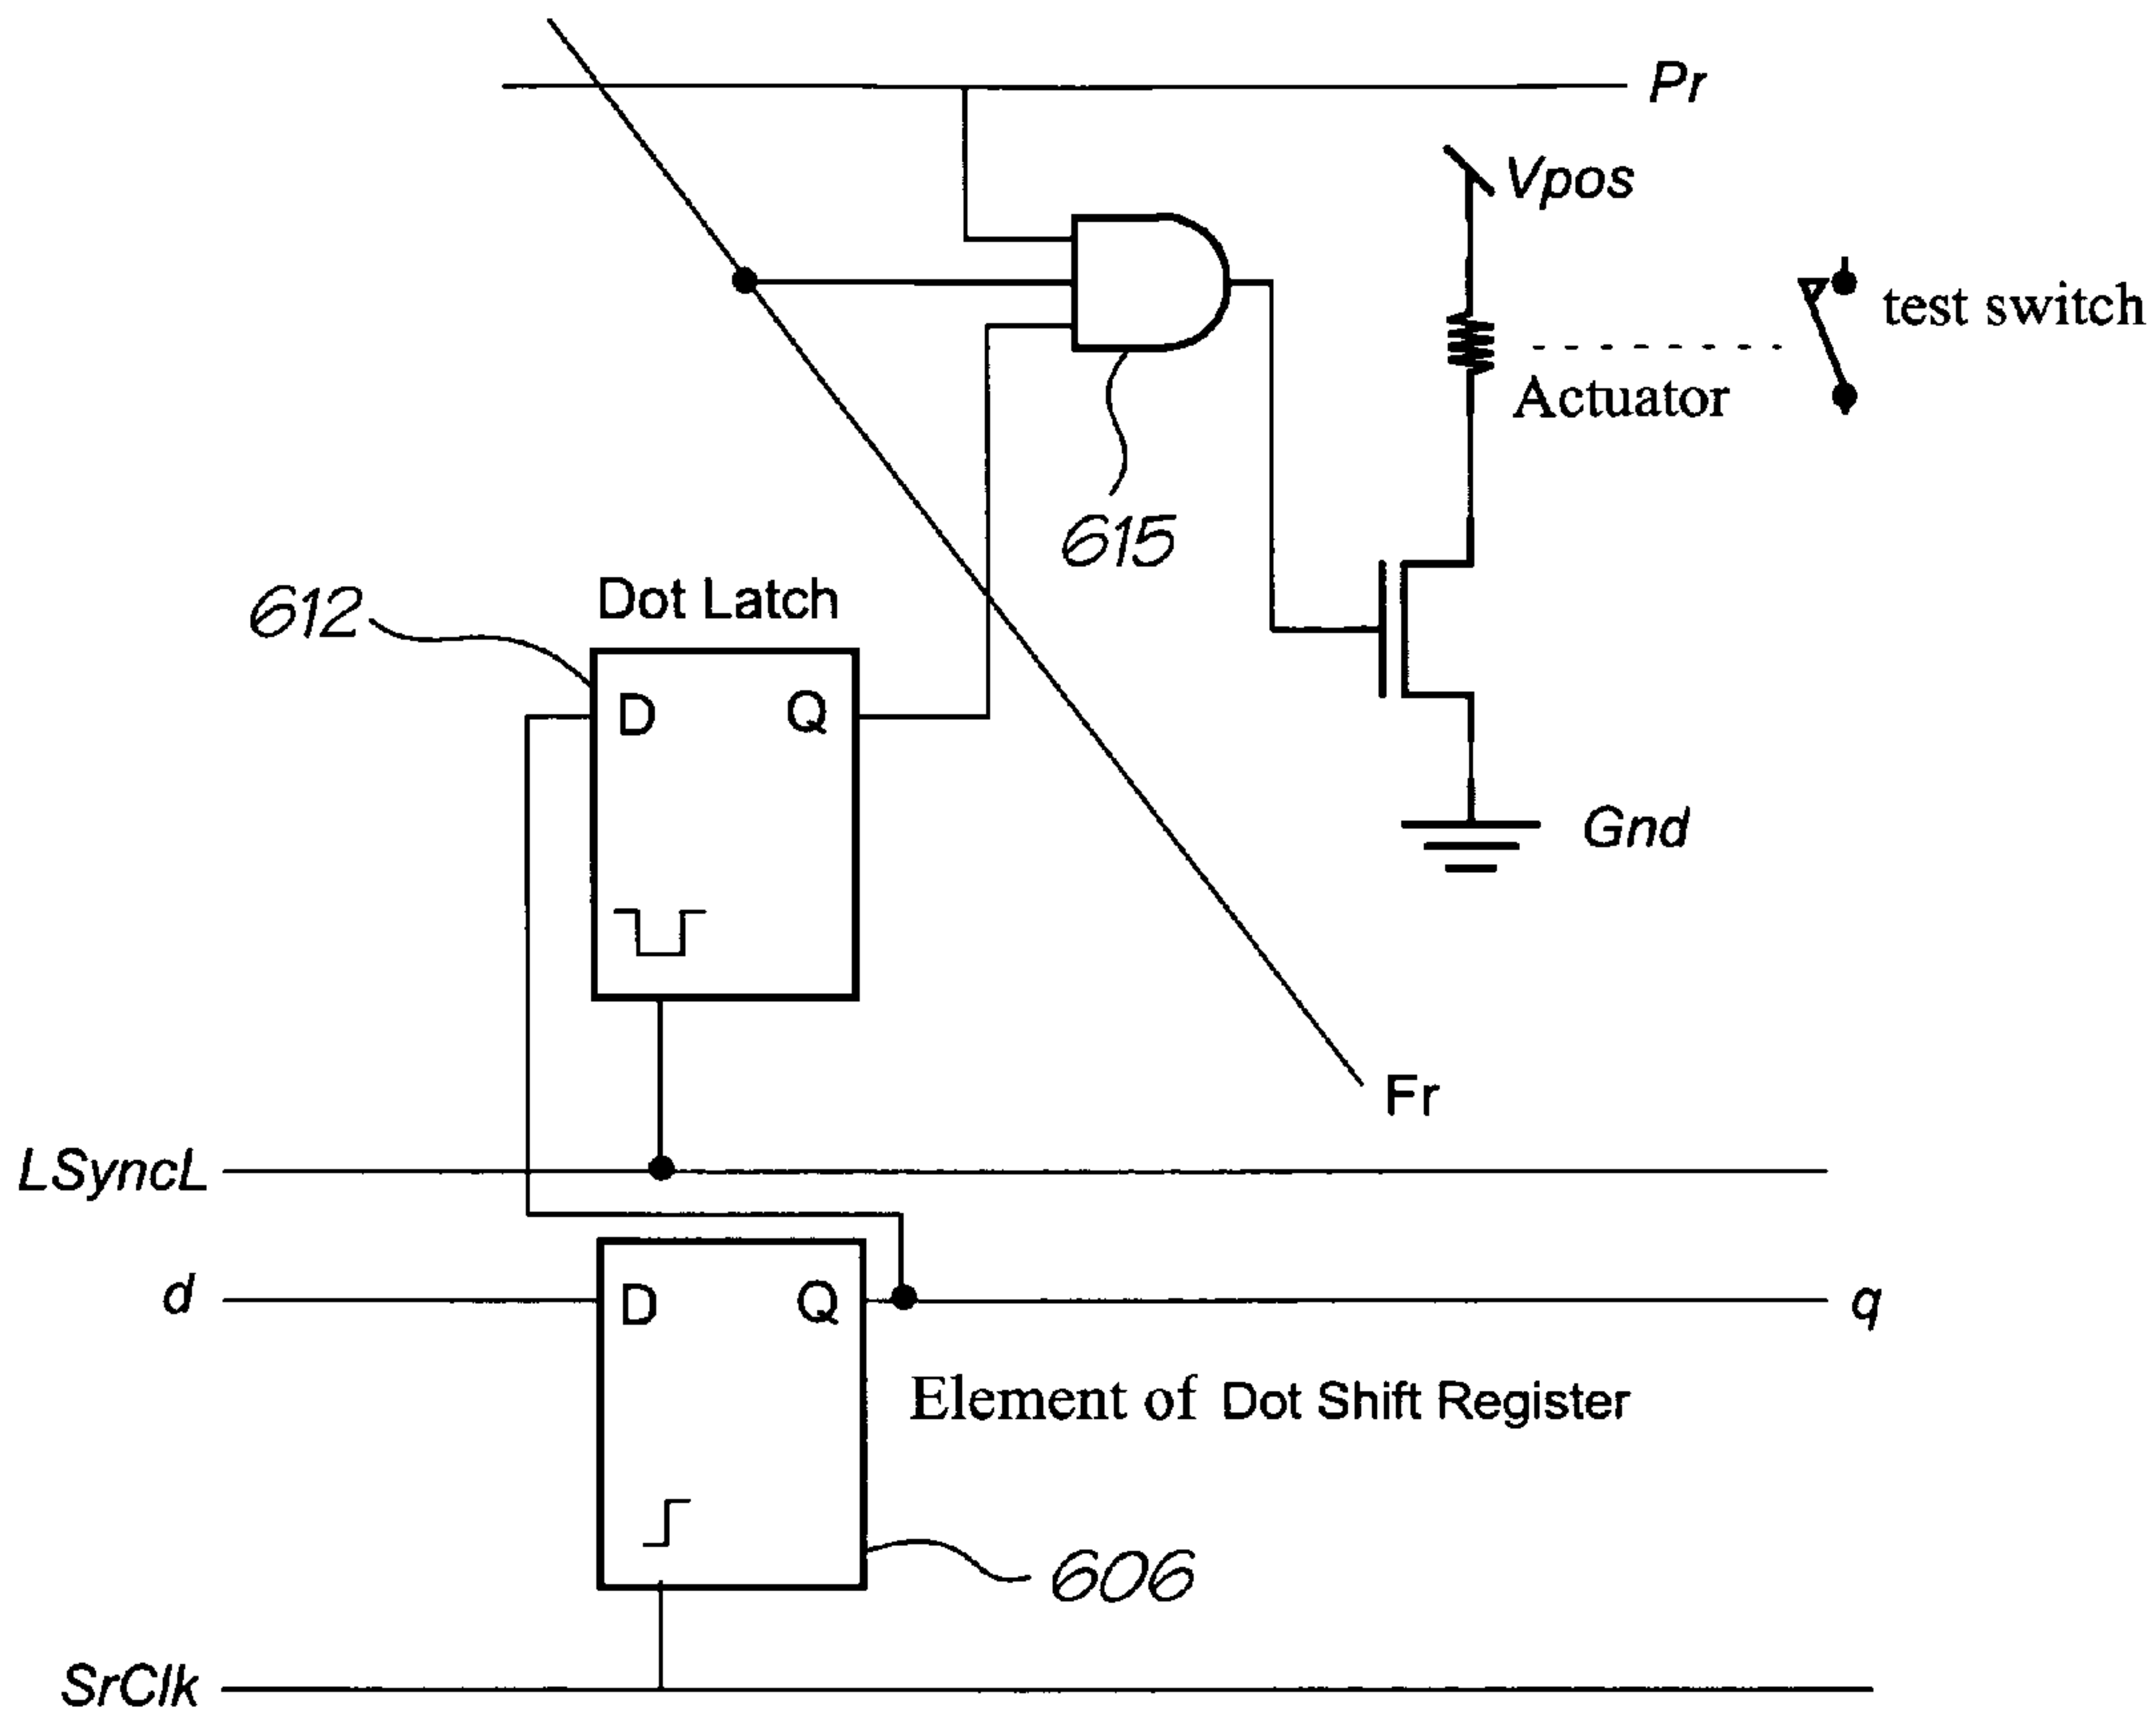 Pr
Vpos
test switch
Actuator
615
612
Dot Latch
D Q
Gnd
Fr
LSyncL
d
D Q
q
Element of Dot Shift Register
606
SrClk